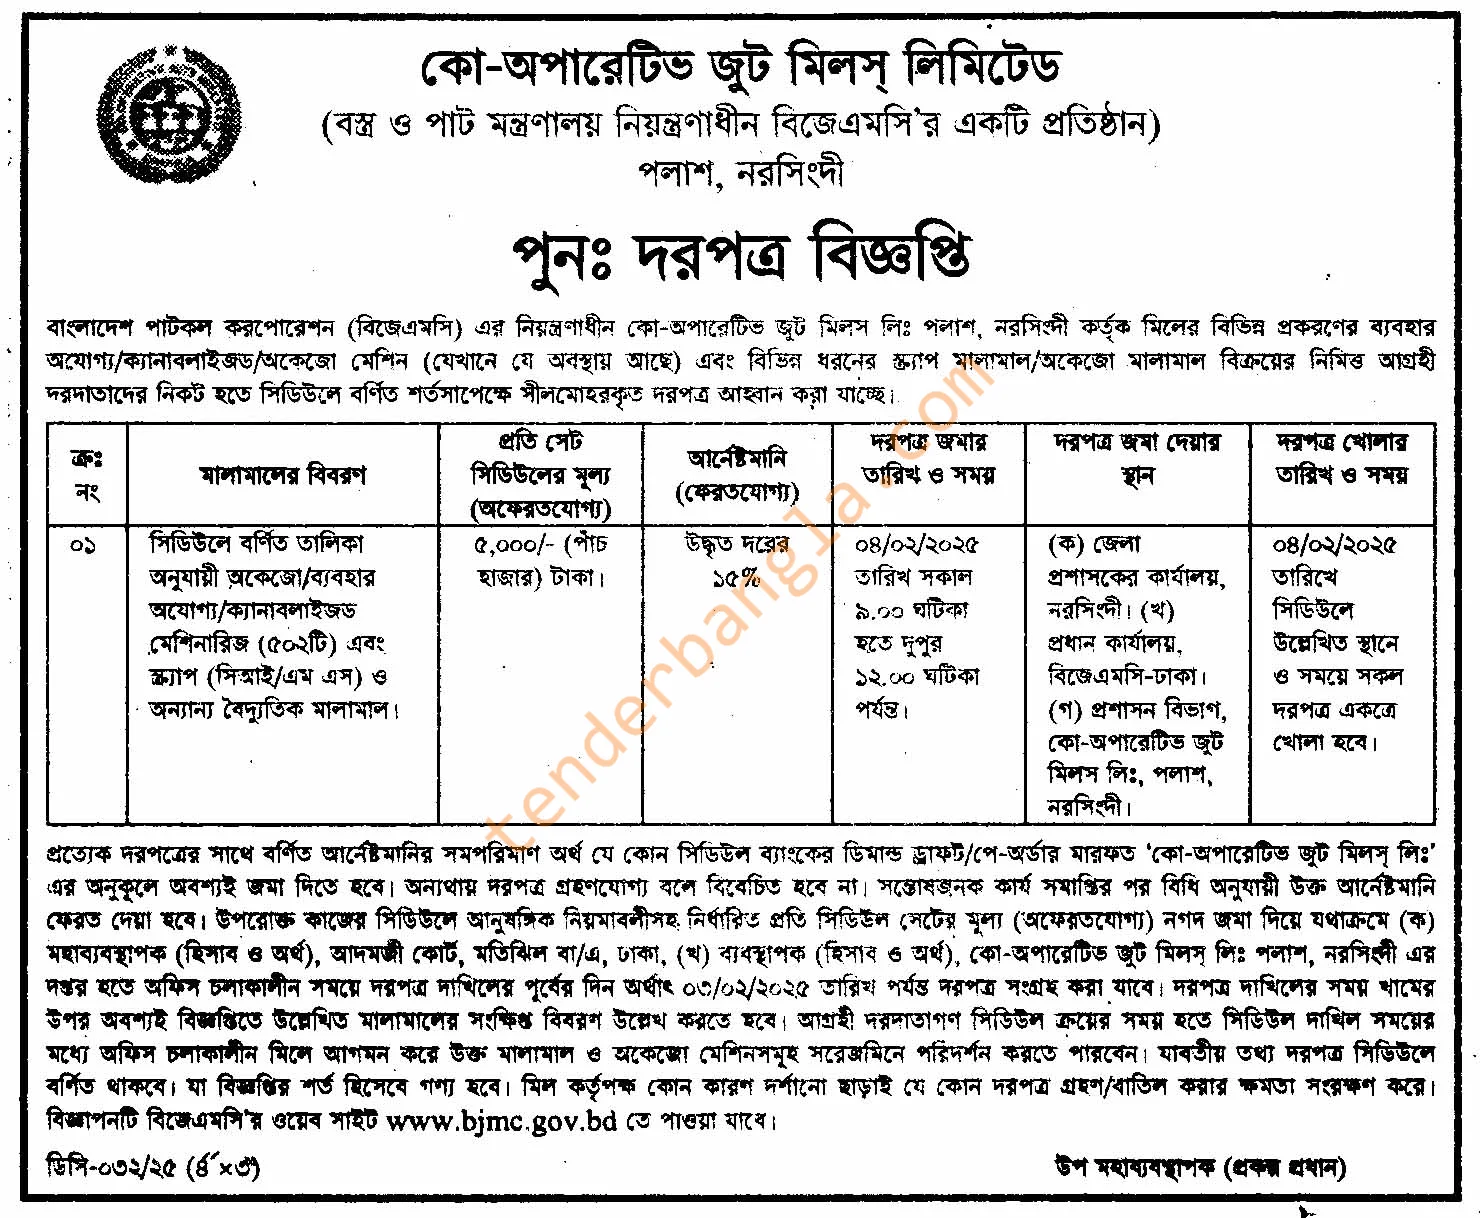 কো-অপারেটিভ জুট মিলস্ লিমিটেড
(বস্ত্র ও পাট মন্ত্রণালয় নিয়ন্ত্রণাধীন বিজেএমসি'র একটি প্রতিষ্ঠান)
পলাশ, নরসিংদী
পুনঃ দরপত্র বিজ্ঞপ্তি
বাংলাদেশ পাটকল করপোরেশন (বিজেএমসি) এর নিয়ন্ত্রণাধীন কো-অপারেটিভ জুট মিলস লিঃ পলাশ, নরসিংদী কর্তৃক মিলের বিভিন্ন প্রকরণের ব্যবহার
অযোগ্য/ক্যানাবলাইজড/অকেজো মেশিন (যেখানে যে অবস্থায় আছে) এবং বিভিন্ন ধরনের স্ক্র্যাপ মালামাল/অকেজো মালামাল বিক্রয়ের নিমিত্ত আগ্রহী
দরদাতাদের নিকট হতে সিডিউলে বর্ণিত শর্তসাপেক্ষে সীলমোহরকৃত দরপত্র আহ্বান করা যাচ্ছে।
ক্রঃ
নং
মালামালের বিবরণ
প্রতি সেট
সিডিউলের মূল্য
(অফেরতযোগ্য)
আর্নেষ্টমানি
(ফেরতযোগ্য)
দরপত্র জমার
তারিখ ও সময়
দরপত্র জমা দেয়ার
স্থান
দরপত্র খোলার
তারিখ ও সময়
০১
সিডিউলে বর্ণিত তালিকা
অনুযায়ী অকেজো/ব্যবহার
অযোগ্য/ক্যানাবলাইজড
মেশিনারিজ (৫০২টি) এবং
স্ক্র্যাপ (সিআই/এম এস) ও
অন্যান্য বৈদ্যুতিক মালামাল।
৫,০০০/- (পাঁচ
হাজার) টাকা।
উদ্ধৃত দরের
১৫%
০৪/০২/২০২৫
তারিখ সকাল
৯.০০ ঘটিকা
হতে দুপুর
১২.০০ ঘটিকা
পর্যন্ত।
(ক) জেলা
প্রশাসকের কার্যালয়,
নরসিংদী। (খ)
প্রধান কার্যালয়,
বিজেএমসি-ঢাকা।
(গ) প্রশাসন বিভাগ,
কো-অপারেটিভ জুট
মিলস লিঃ, পলাশ,
নরসিংদী।
০৪/০২/২০২৫
তারিখে
সিডিউলে
উল্লেখিত স্থানে
ও সময়ে সকল
দরপত্র একত্রে
খোলা হবে।
প্রত্যেক দরপত্রের সাথে বর্ণিত আর্নেষ্টমানির সমপরিমাণ অর্থ যে কোন সিডিউল ব্যাংকের ডিমান্ড ড্রাফট/পে-অর্ডার মারফত 'কো-অপারেটিভ জুট মিলস্ লিঃ'
এর অনুকূলে অবশ্যই জমা দিতে হবে। অন্যথায় দরপত্র গ্রহণযোগ্য বলে বিবেচিত হবে না। সন্তোষজনক কার্য সমাপ্তির পর বিধি অনুযায়ী উক্ত আর্নেষ্টমানি
ফেরত দেয়া হবে। উপরোক্ত কাজের সিডিউলে আনুষঙ্গিক নিয়মাবলীসহ নির্ধারিত প্রতি সিডিউল সেটের মূল্য (অফেরতযোগ্য) নগদ জমা দিয়ে যথাক্রমে (ক)
মহাব্যবস্থাপক (হিসাব ও অর্থ), আদমজী কোর্ট, মতিঝিল বা/এ, ঢাকা, (খ) ব্যবস্থাপক (হিসাব ও অর্থ), কো-অপারেটিভ জুট মিলস্ লিঃ পলাশ, নরসিংদী এর
দপ্তর হতে অফিস চলাকালীন সময়ে দরপত্র দাখিলের পূর্বের দিন অর্থাৎ ০৩/০২/২০২৫ তারিখ পর্যন্ত দরপত্র সংগ্রহ করা যাবে। দরপত্র দাখিলের সময় খামের
উপর অবশ্যই বিজ্ঞপ্তিতে উল্লেখিত মালামালের সংক্ষিপ্ত বিবরণ উল্লেখ করতে হবে। আগ্রহী দরদাতাগণ সিডিউল ক্রয়ের সময় হতে সিডিউল দাখিল সময়ের
মধ্যে অফিস চলাকালীন মিলে আগমন করে উক্ত মালামাল ও অকেজো মেশিনসমূহ সরেজমিনে পরিদর্শন করতে পারবেন। যাবতীয় তথ্য দরপত্র সিডিউলে
বর্ণিত থাকবে। যা বিজ্ঞপ্তির শর্ত হিসেবে গণ্য হবে। মিল কর্তৃপক্ষ কোন কারণ দর্শানো ছাড়াই যে কোন দরপত্র গ্রহণ/বাতিল করার ক্ষমতা সংরক্ষণ করে।
বিজ্ঞাপনটি বিজেএমসি'র ওয়েব সাইট www.bjmc.gov.bd তে পাওয়া যাবে।
ডিসি-০৩২/২৫ (৪˝×৩)
উপ মহাব্যবস্থাপক (প্রকল্প প্রধান)
tenderbangla.com